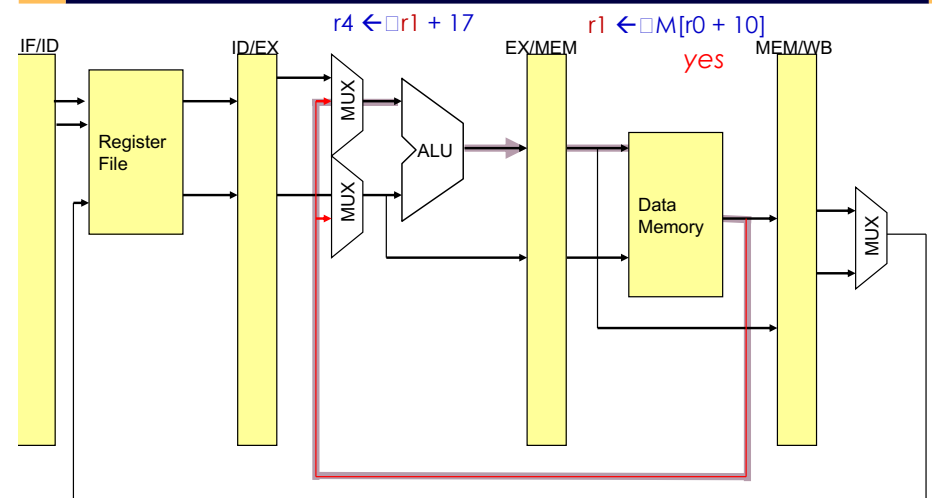 r4 ←□r1 + 17
r1 ←□M[r0 + 10]
IF/ID
ID/EX
EX/MEM
MEM/WB
yes
MUX
Register
File
ALU
MUX
Data
Memory
MUX